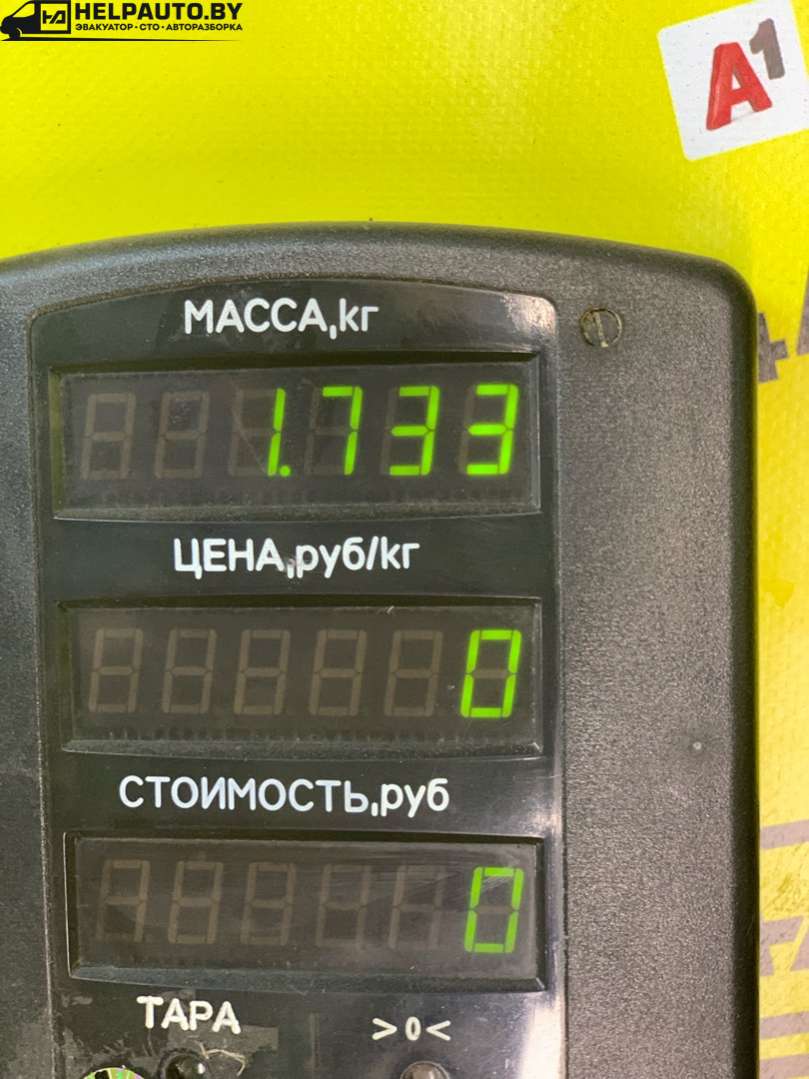 HELPAUTO.BY
ЭВАКУАТОР • СТО • АВТОРАЗБОРКА
A1
МАССА,кг
1.733
ЦЕНА,руб/кг
0
СТОИМОСТЬ,руб
0
ТАРА
>0<